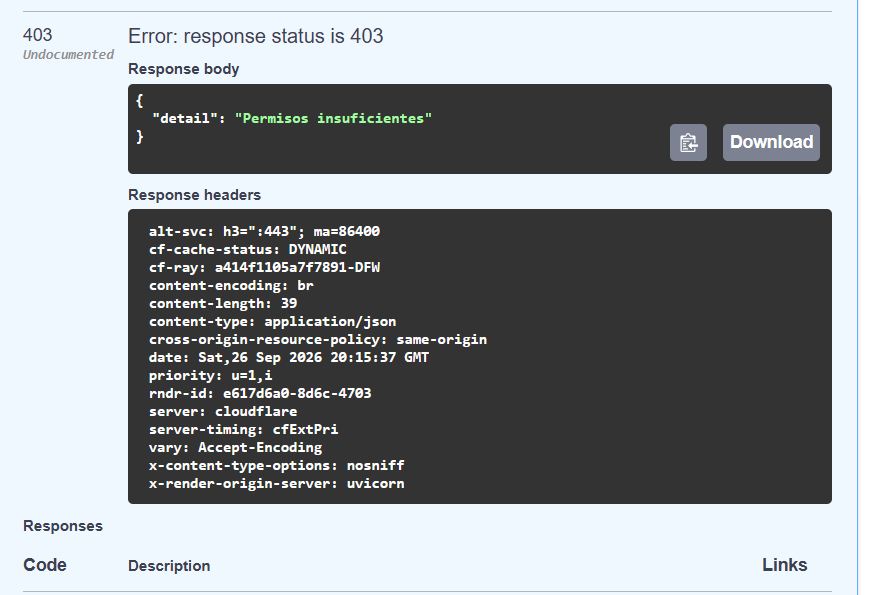 403
Undocumented
Error: response status is 403
Response body
{
  "detail": "Permisos insuficientes"
}
Download
Response headers
alt-svc: h3=":443"; ma=86400
cf-cache-status: DYNAMIC
cf-ray: a414f1105a7f7891-DFW
content-encoding: br
content-length: 39
content-type: application/json
cross-origin-resource-policy: same-origin
date: Sat,26 Sep 2026 20:15:37 GMT
priority: u=1,i
rndr-id: e617d6a0-8d6c-4703
server: cloudflare
server-timing: cfExtPri
vary: Accept-Encoding
x-content-type-options: nosniff
x-render-origin-server: uvicorn
Responses
Code Description Links